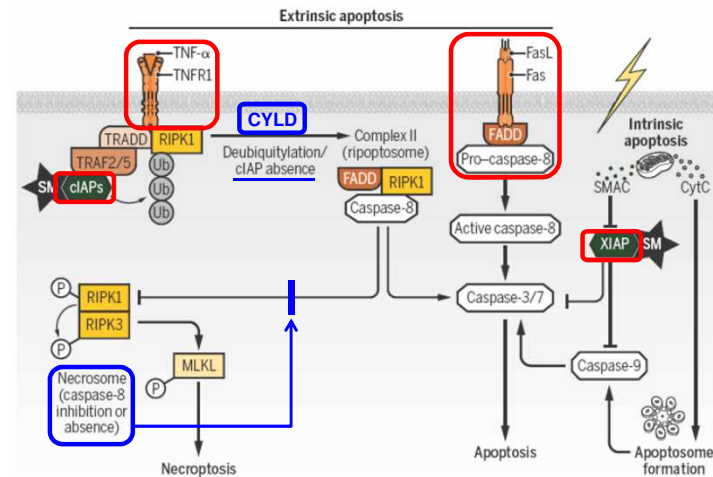 Extrinsic apoptosis
TNF-α
TNFR1
FasL
Fas
CYLD
TRADD
RIPK1
Complex II
(ripoptosome)
FADD
Pro–caspase-8
Intrinsic
apoptosis
TRAF2/5
Ub
Deubiquitylation/
cIAP absence
SM
cIAPs
Ub
Ub
FADD
RIPK1
Caspase-8
SMAC
CytC
Active caspase-8
XIAP
SM
P
RIPK1
RIPK3
P
Caspase-3/7
MLKL
P
Caspase-9
Necrosome
(caspase-8
inhibition or
absence)
Necroptosis
Apoptosis
Apoptosome
formation